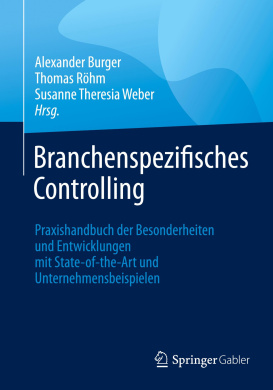 Alexander Burger
Thomas Röhm
Susanne Theresia Weber
Hrsg.
Branchenspezifisches
Controlling
Praxishandbuch der Besonderheiten
und Entwicklungen
mit State-of-the-Art und
Unternehmensbeispielen
Springer Gabler